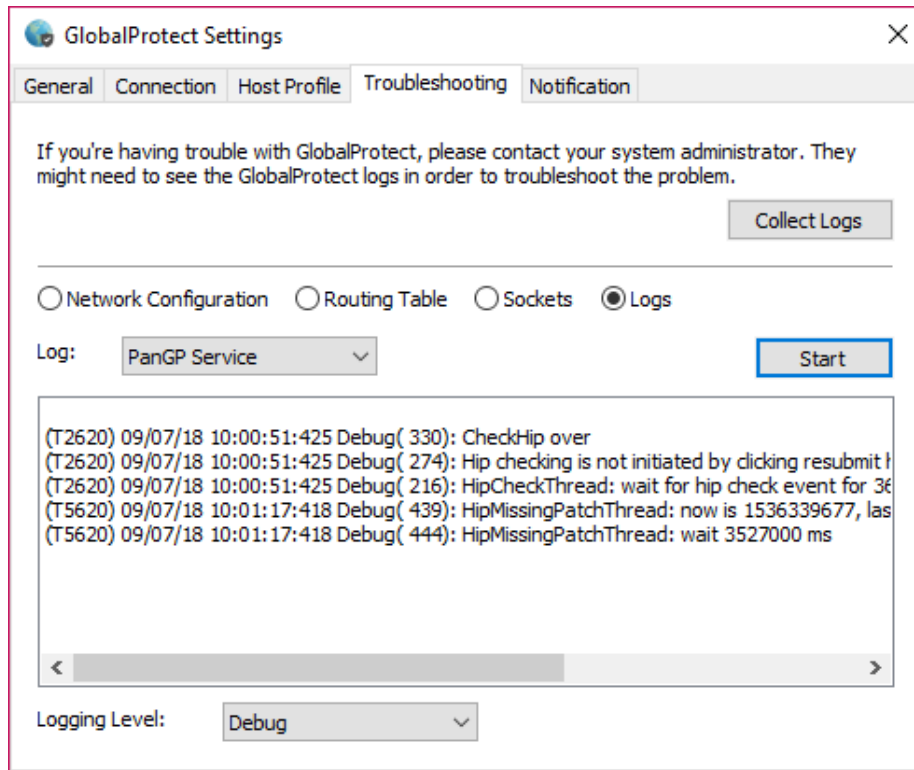 GlobalProtect Settings
General Connection Host Profile Troubleshooting Notification
If you're having trouble with GlobalProtect, please contact your system administrator. They
might need to see the GlobalProtect logs in order to troubleshoot the problem.
Collect Logs
Network Configuration Routing Table Sockets Logs
Log: PanGP Service Start
(T2620) 09/07/18 10:00:51:425 Debug( 330): CheckHip over
(T2620) 09/07/18 10:00:51:425 Debug( 274): Hip checking is not initiated by clicking resubmit
(T2620) 09/07/18 10:00:51:425 Debug( 216): HipCheckThread: wait for hip check event for 36
(T5620) 09/07/18 10:01:17:418 Debug( 439): HipMissingPatchThread: now is 1536339677, las
(T5620) 09/07/18 10:01:17:418 Debug( 444): HipMissingPatchThread: wait 3527000 ms
Logging Level: Debug